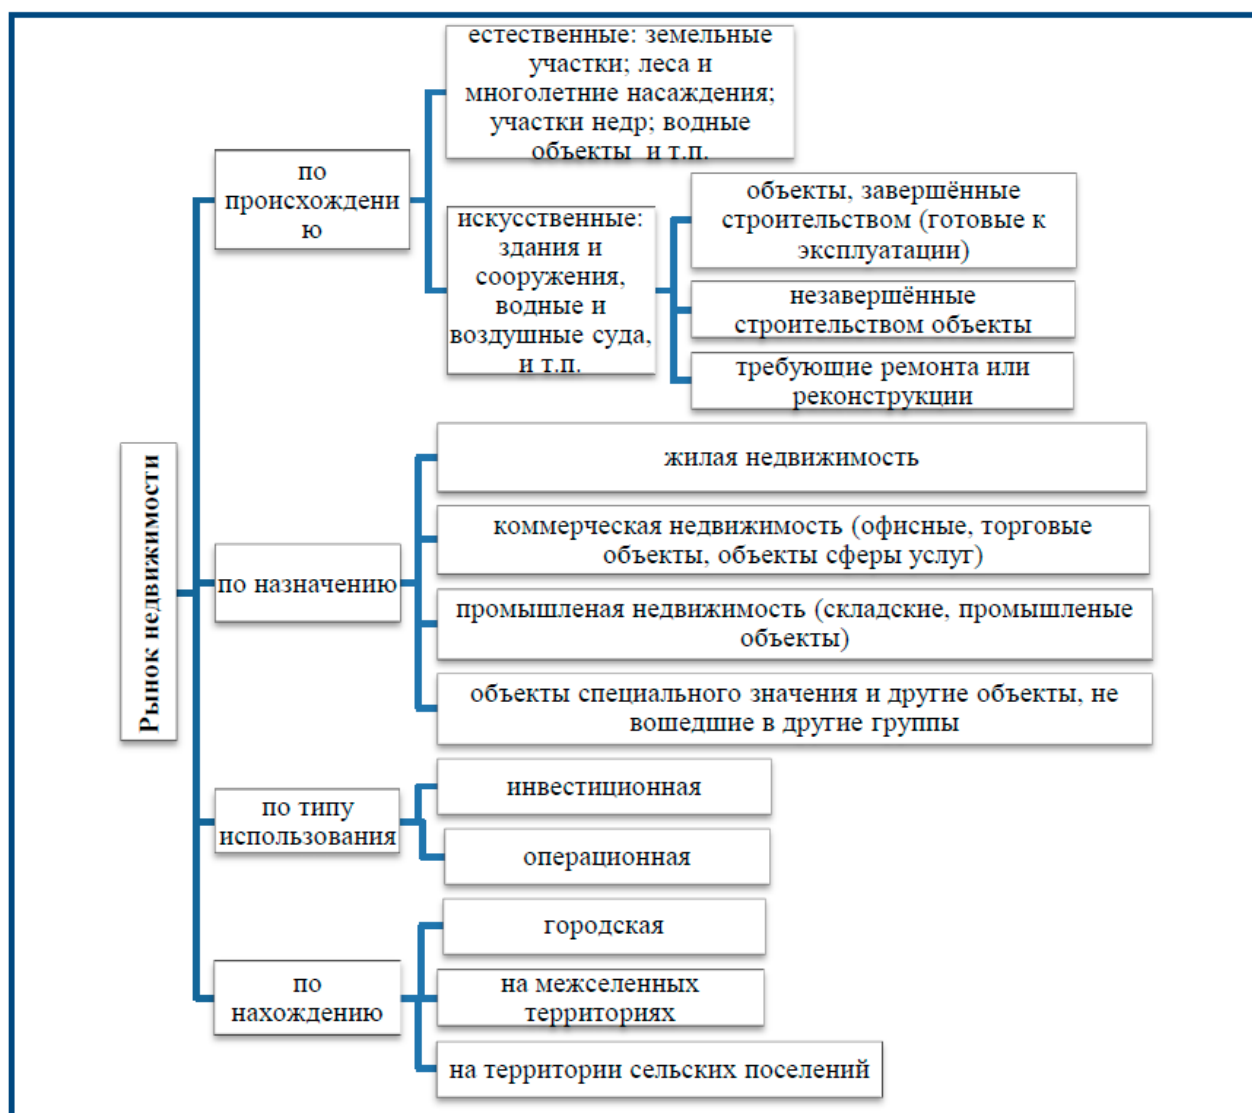 Рынок недвижимости
по
происхождени
ю
естественные: земельные
участки; леса и
многолетние насаждения;
участки недр; водные
объекты и т.п.
искусственные:
здания и
сооружения,
водные и
воздушные суда,
и т.п.
объекты, завершённые
строительством (готовые к
эксплуатации)
незавершённые
строительством объекты
требующие ремонта или
реконструкции
по назначению
жилая недвижимость
коммерческая недвижимость (офисные, торговые
объекты, объекты сферы услуг)
промышленая недвижимость (складские, промышленые
объекты)
объекты специального значения и другие объекты, не
вошедшие в другие группы
по типу
использования
инвестиционная
операционная
по
нахождению
городская
на межселенных
территориях
на территории сельских поселений